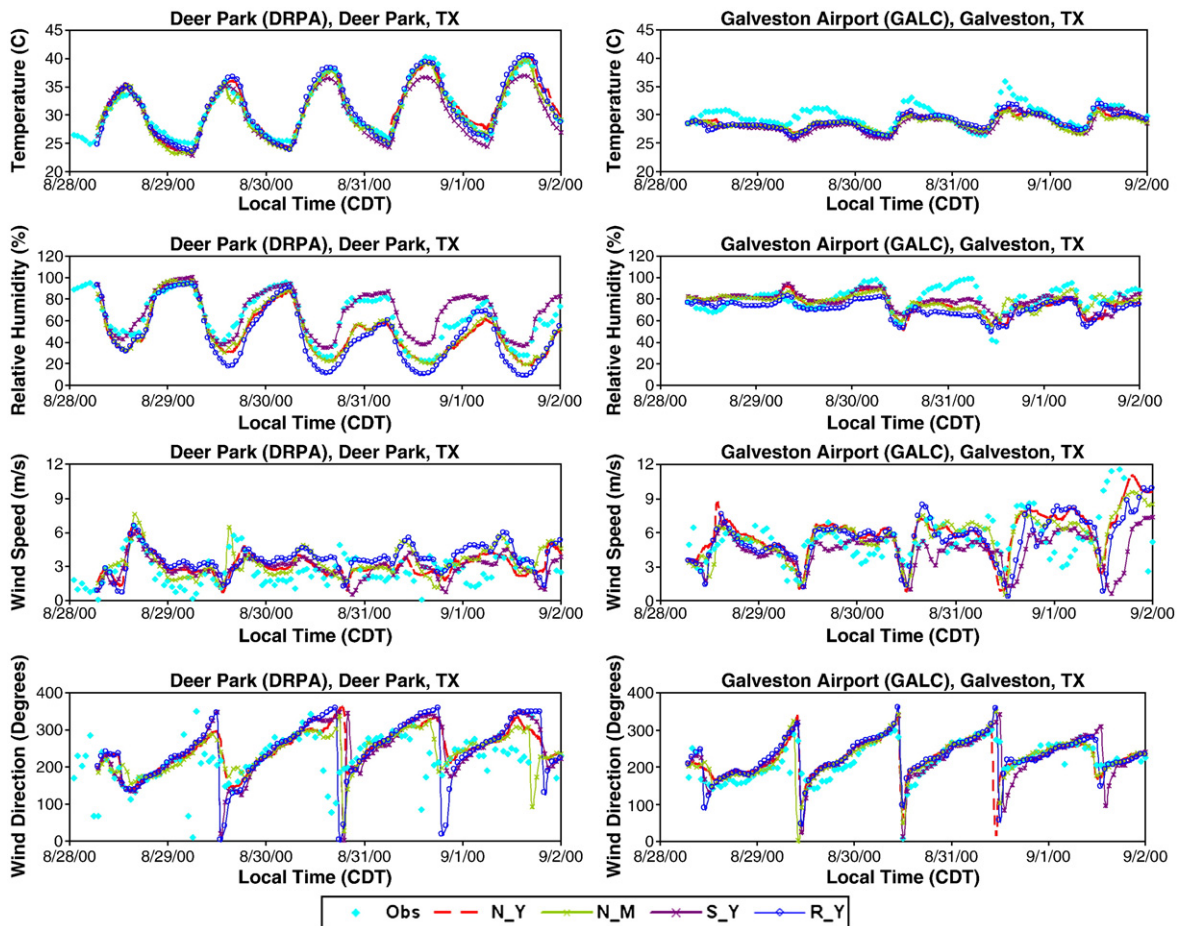 Deer Park (DRPA), Deer Park, TX
Temperature (C)
45
40
35
30
25
20
8/28/00 8/29/00 8/30/00 8/31/00 9/1/00 9/2/00
Local Time (CDT)
Galveston Airport (GALC), Galveston, TX
Temperature (C)
45
40
35
30
25
20
8/28/00 8/29/00 8/30/00 8/31/00 9/1/00 9/2/00
Local Time (CDT)
Deer Park (DRPA), Deer Park, TX
Relative Humidity (%)
120
100
80
60
40
20
0
8/28/00 8/29/00 8/30/00 8/31/00 9/1/00 9/2/00
Local Time (CDT)
Galveston Airport (GALC), Galveston, TX
Relative Humidity (%)
120
100
80
60
40
20
0
8/28/00 8/29/00 8/30/00 8/31/00 9/1/00 9/2/00
Local Time (CDT)
Deer Park (DRPA), Deer Park, TX
Wind Speed (m/s)
12
9
6
3
0
8/28/00 8/29/00 8/30/00 8/31/00 9/1/00 9/2/00
Local Time (CDT)
Galveston Airport (GALC), Galveston, TX
Wind Speed (m/s)
12
9
6
3
0
8/28/00 8/29/00 8/30/00 8/31/00 9/1/00 9/2/00
Local Time (CDT)
Deer Park (DRPA), Deer Park, TX
Wind Direction (Degrees)
400
300
200
100
0
8/28/00 8/29/00 8/30/00 8/31/00 9/1/00 9/2/00
Local Time (CDT)
Galveston Airport (GALC), Galveston, TX
Wind Direction (Degrees)
400
300
200
100
0
8/28/00 8/29/00 8/30/00 8/31/00 9/1/00 9/2/00
Local Time (CDT)
Obs N_Y N_M S_Y R_Y